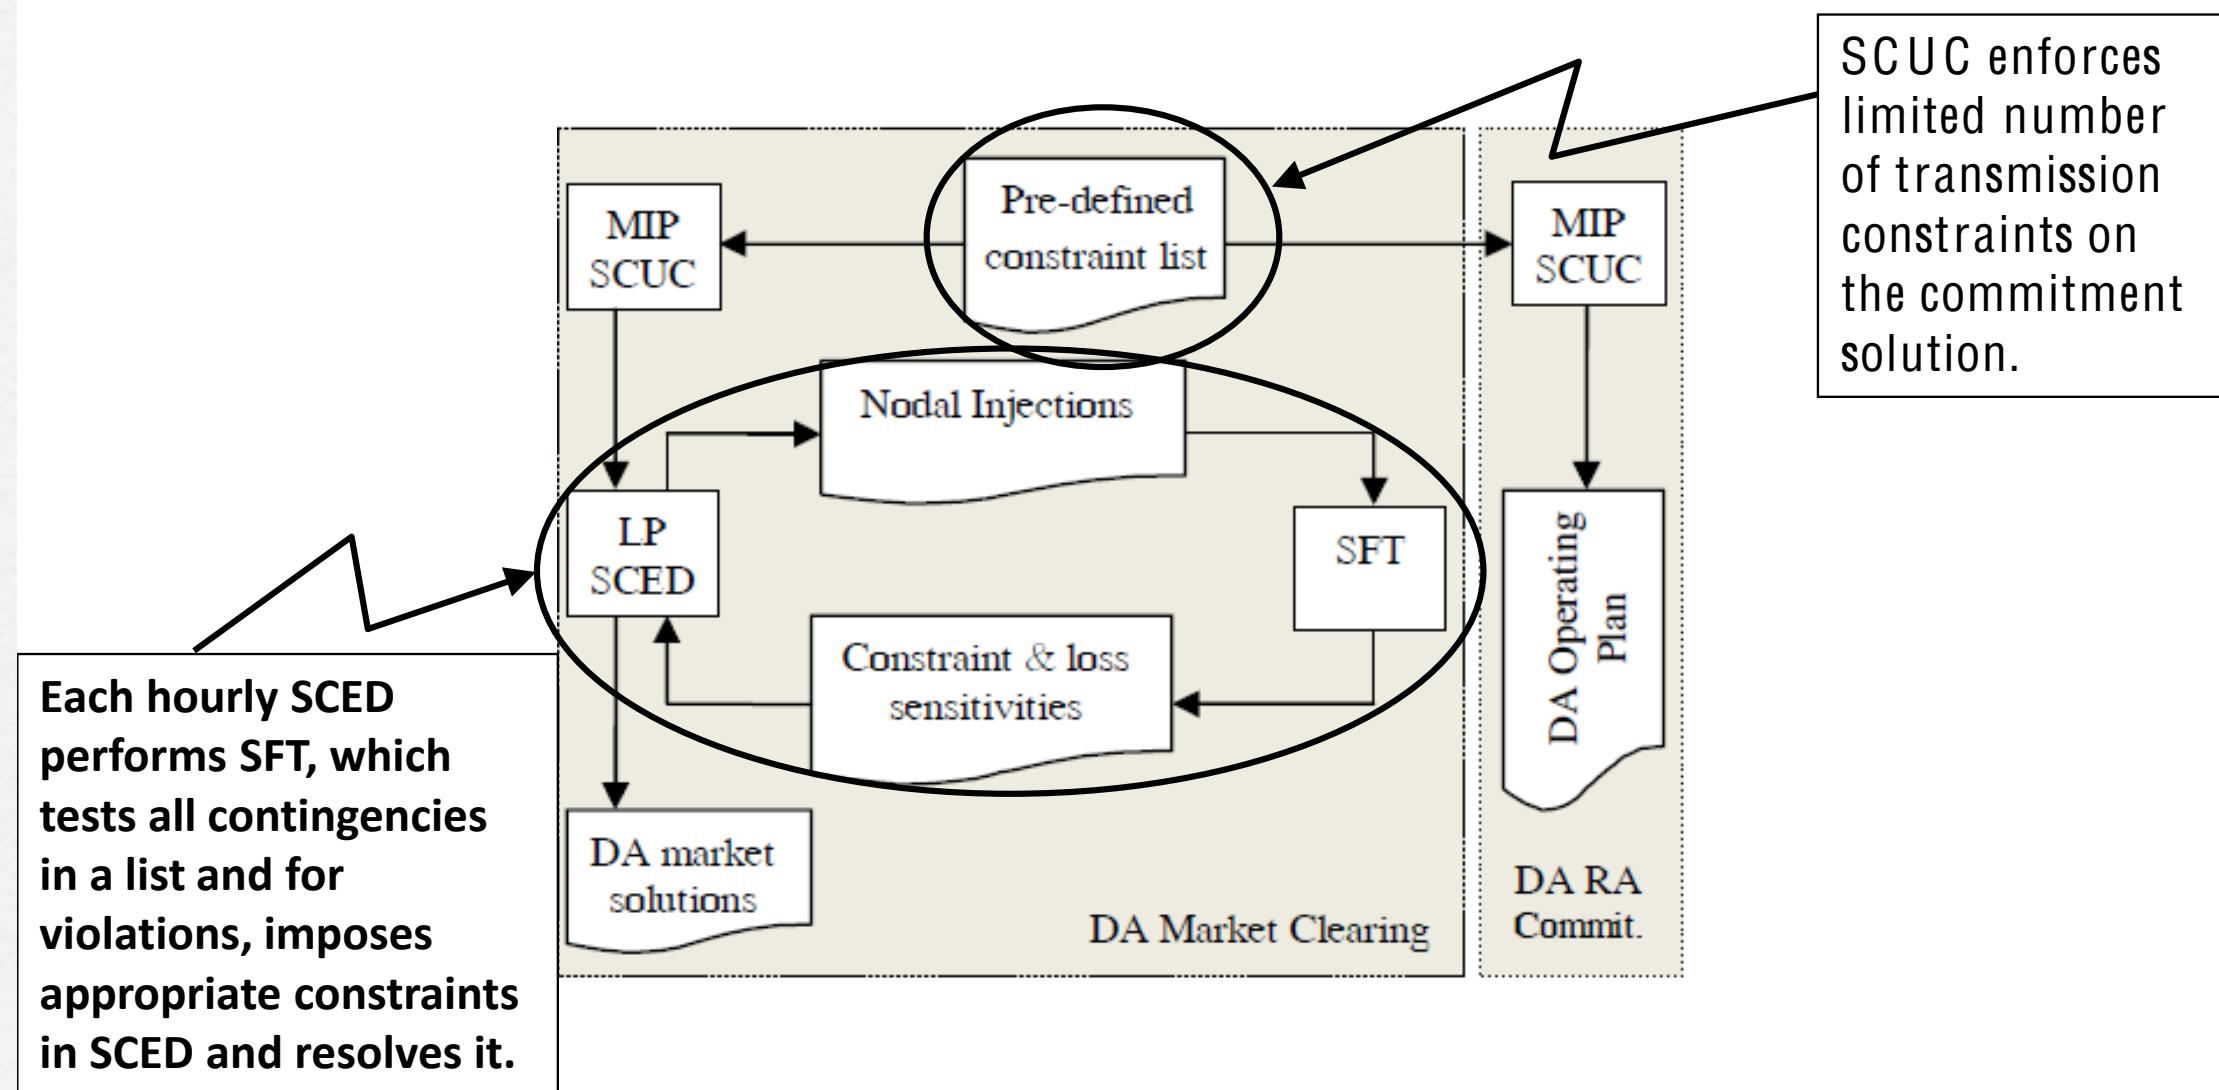 SCUC enforces
limited number
of transmission
constraints on
the commitment
solution.
Pre-defined
constraint list
MIP
SCUC
MIP
SCUC
Nodal Injections
LP
SCED
SFT
Constraint & loss
sensitivities
DA Operating
Plan
DA market
solutions
DA Market Clearing
DA RA
Commit.
Each hourly SCED
performs SFT, which
tests all contingencies
in a list and for
violations, imposes
appropriate constraints
in SCED and resolves it.